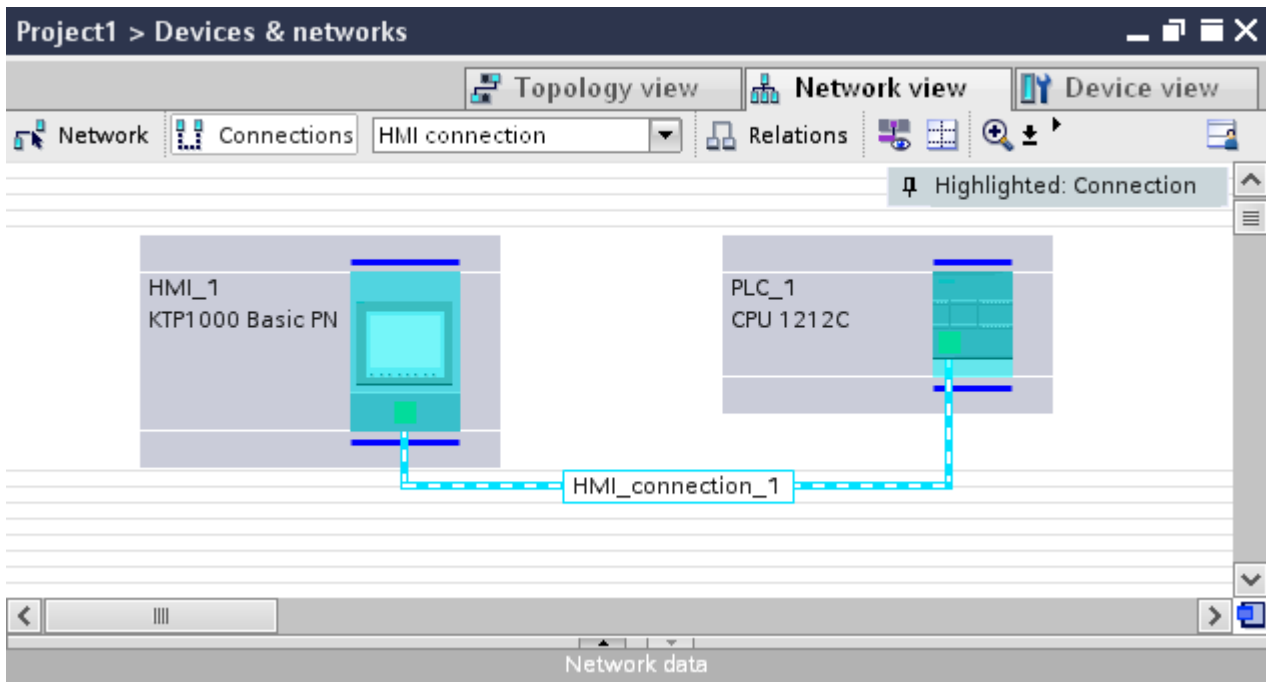 Project1 > Devices & networks
Topology view
Network view
Device view
Network
Connections
HMI connection
Relations
Highlighted: Connection
HMI_1
KTP1000 Basic PN
PLC_1
CPU 1212C
HMI_connection_1
Network data